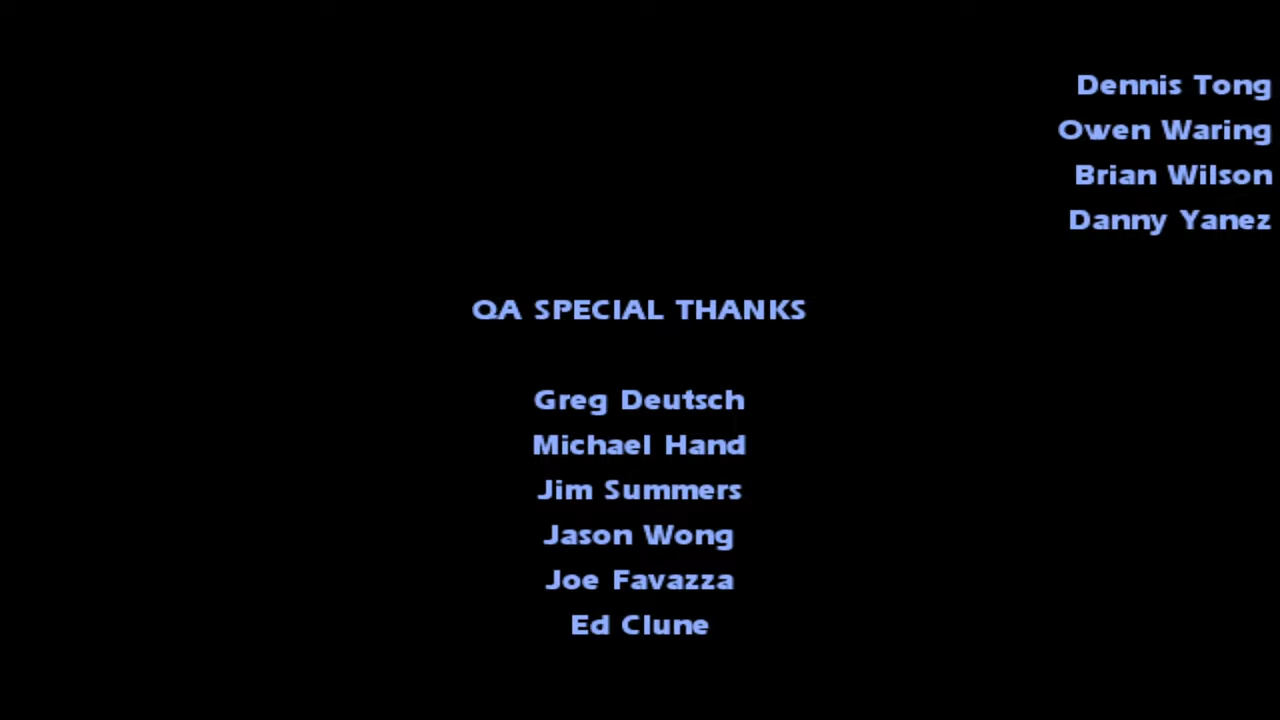 Dennis Tong
Owen Waring
Brian Wilson
Danny Yanez
QA SPECIAL THANKS
Greg Deutsch
Michael Hand
Jim Summers
Jason Wong
Joe Favazza
Ed Clune